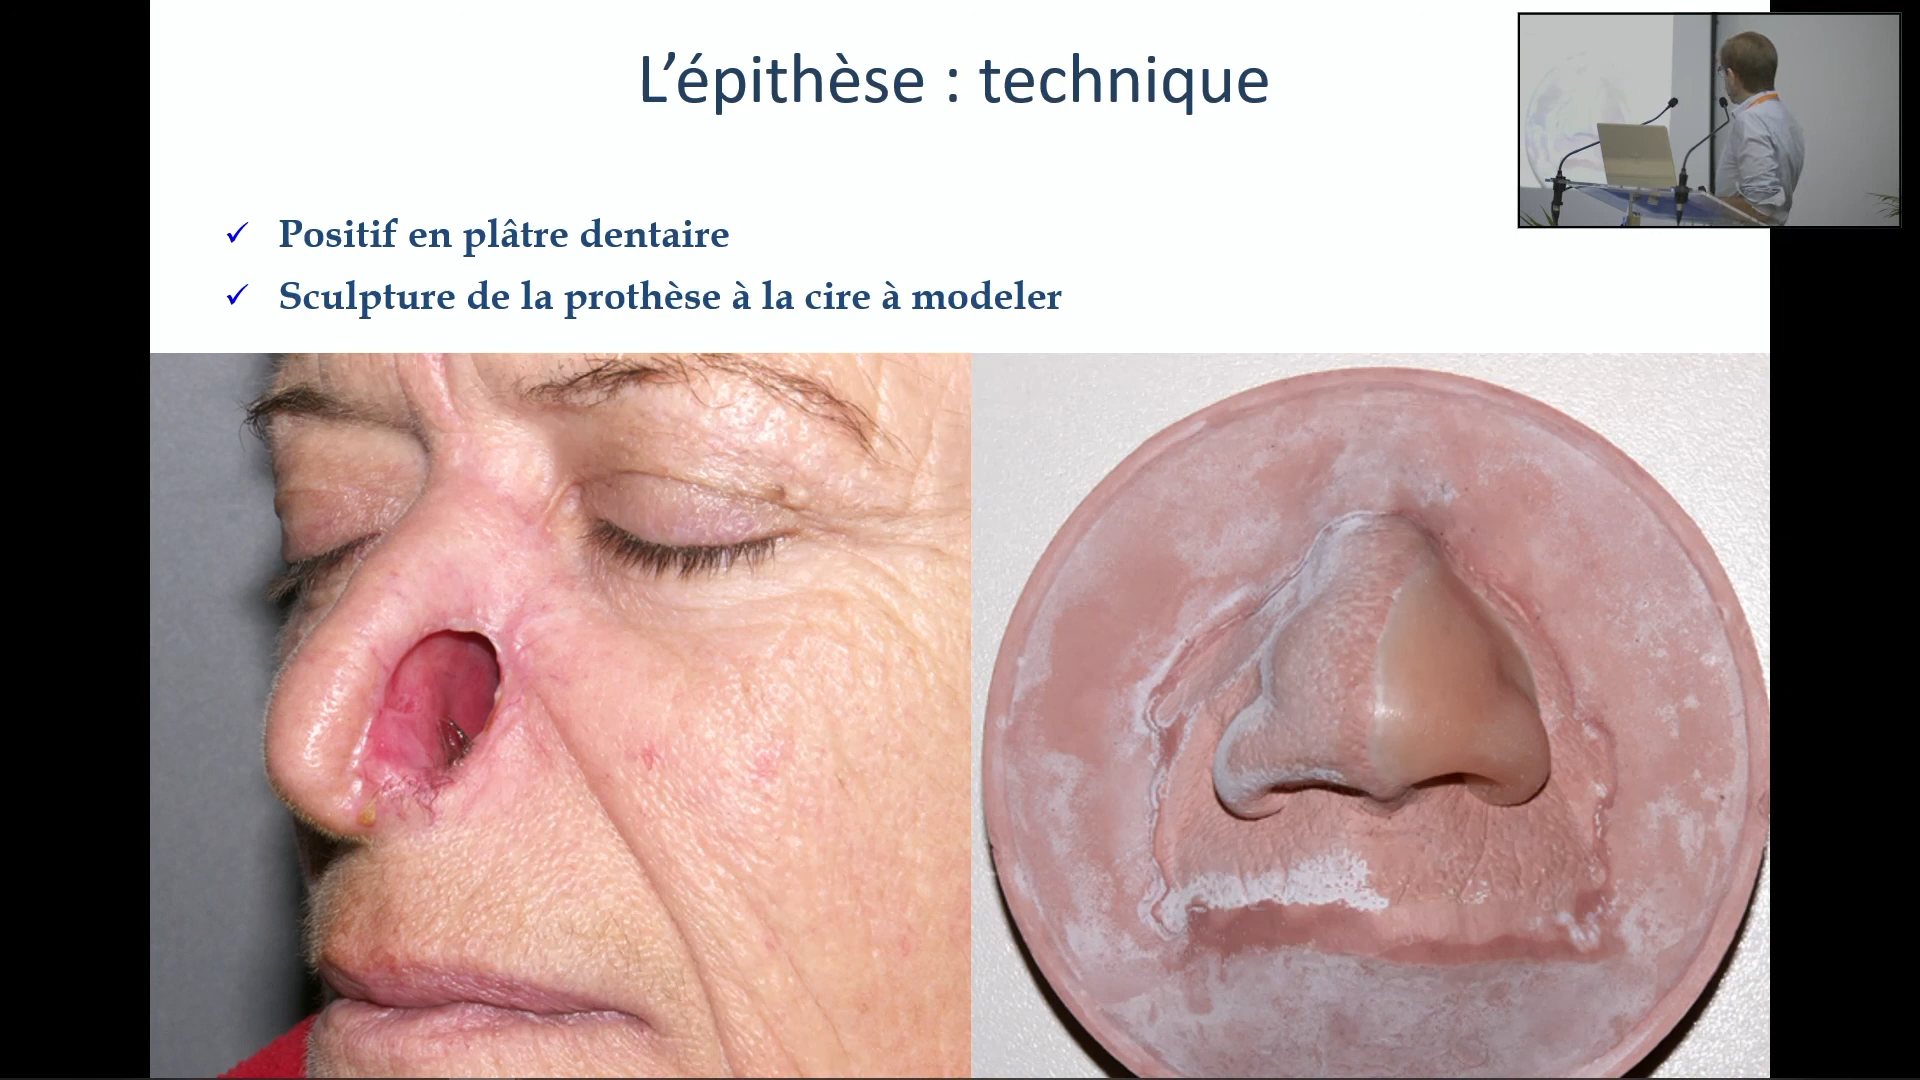 L’épithèse : technique
Positif en plâtre dentaire
Sculpture de la prothèse à la cire à modeler